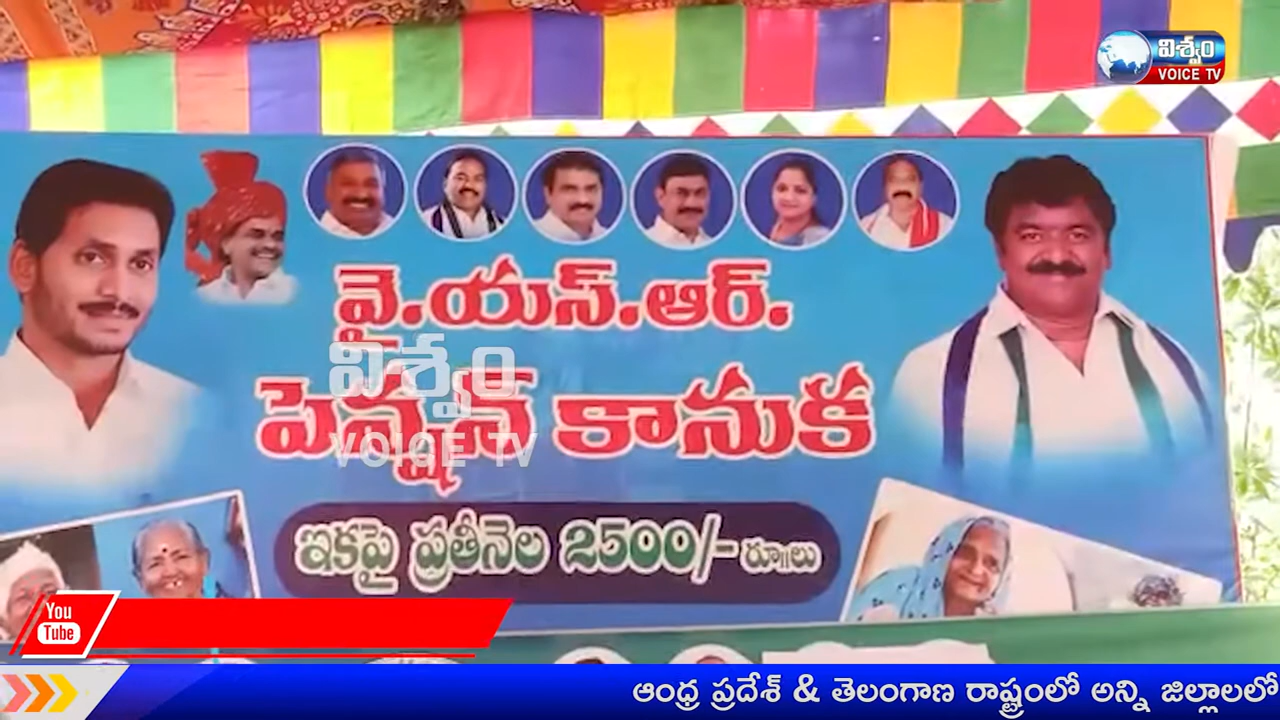 విశ్వం
VOICE TV
వై.యస్.ఆర్.
విశ్వం
పెన్షన్ కానుక
VOICE TV
ఇకపై ప్రతీనెల 2500/- రూ॥లు
You
Tube
ఆంధ్ర ప్రదేశ్ & తెలంగాణ రాష్ట్రంలో అన్ని జిల్లాలలో